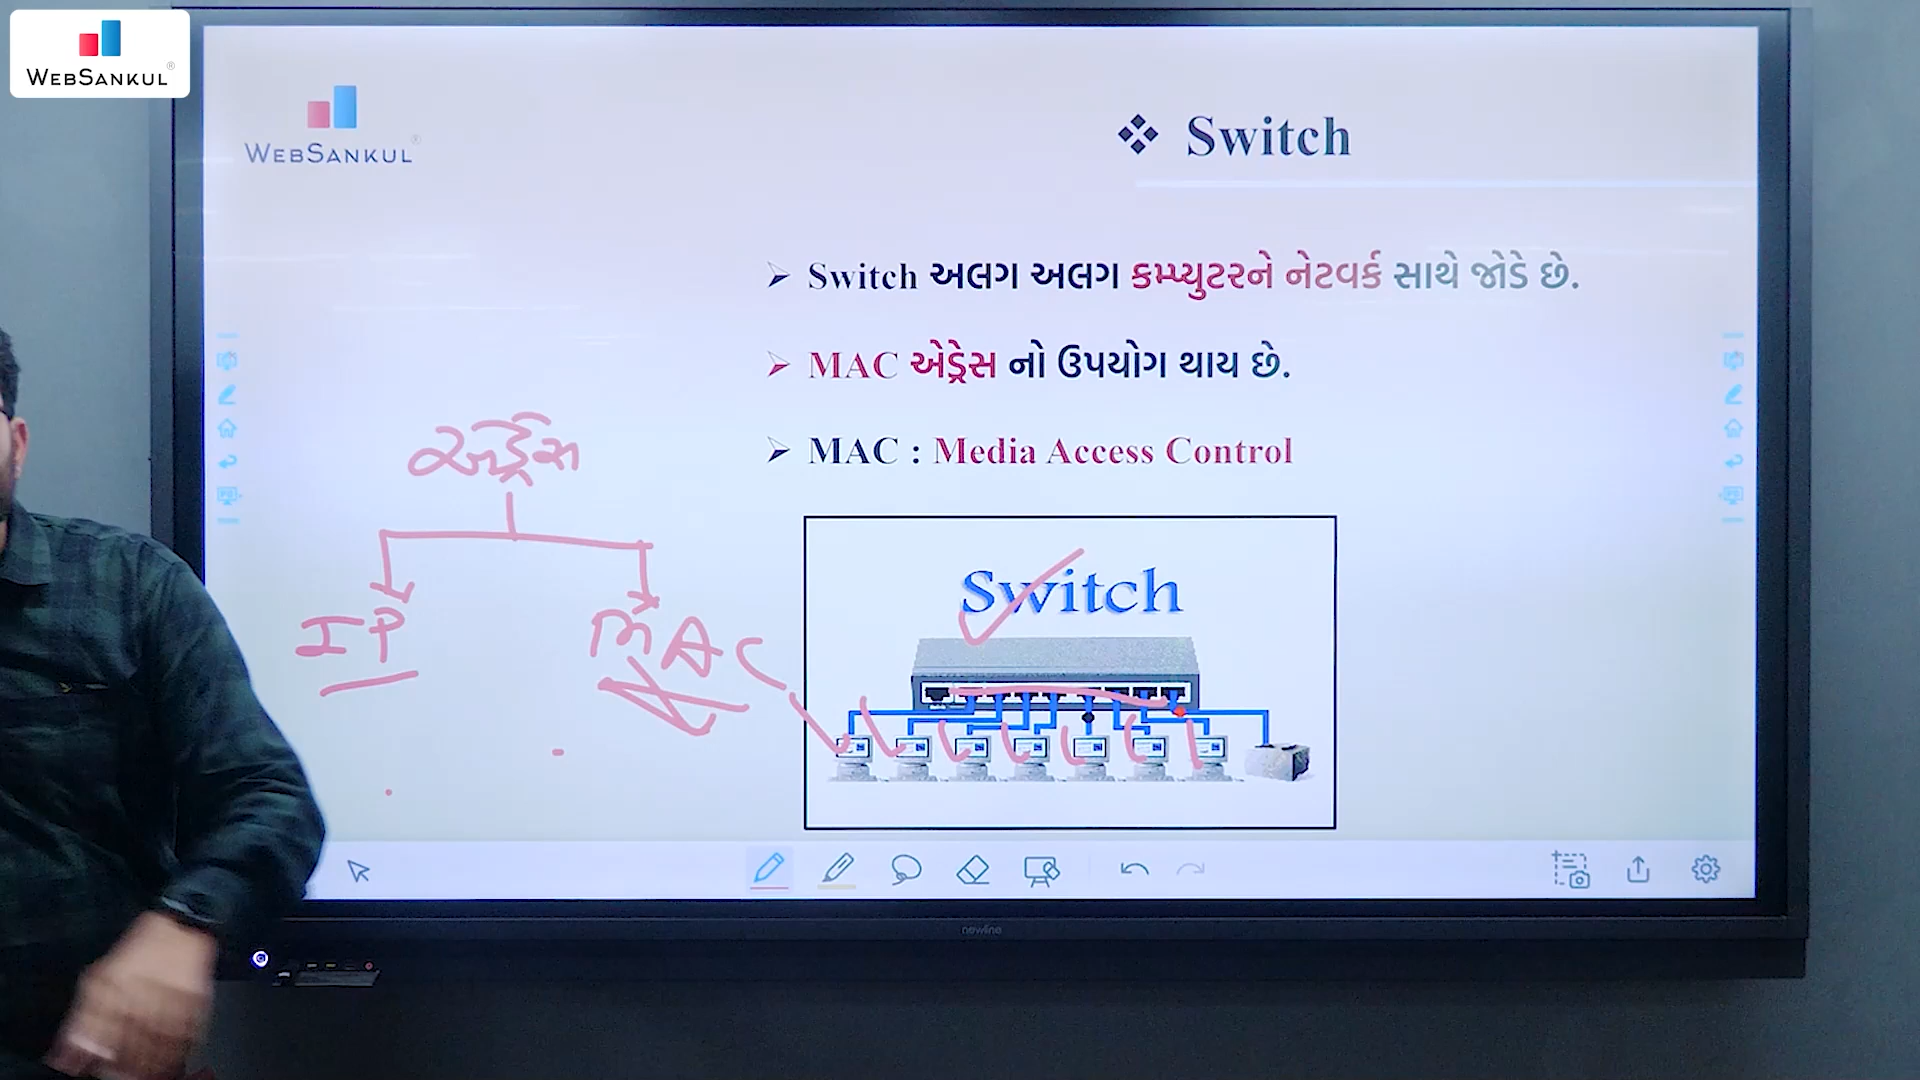 WEBSANKUL®
WEBSANKUL®
❖ Switch
➢ Switch અલગ અલગ કમ્પ્યુટરને નેટવર્ક સાથે જોડે છે.
➢ MAC એડ્રેસ નો ઉપયોગ થાય છે.
➢ MAC : Media Access Control
એડ્રેસ
IP
MAC
Switch
newline